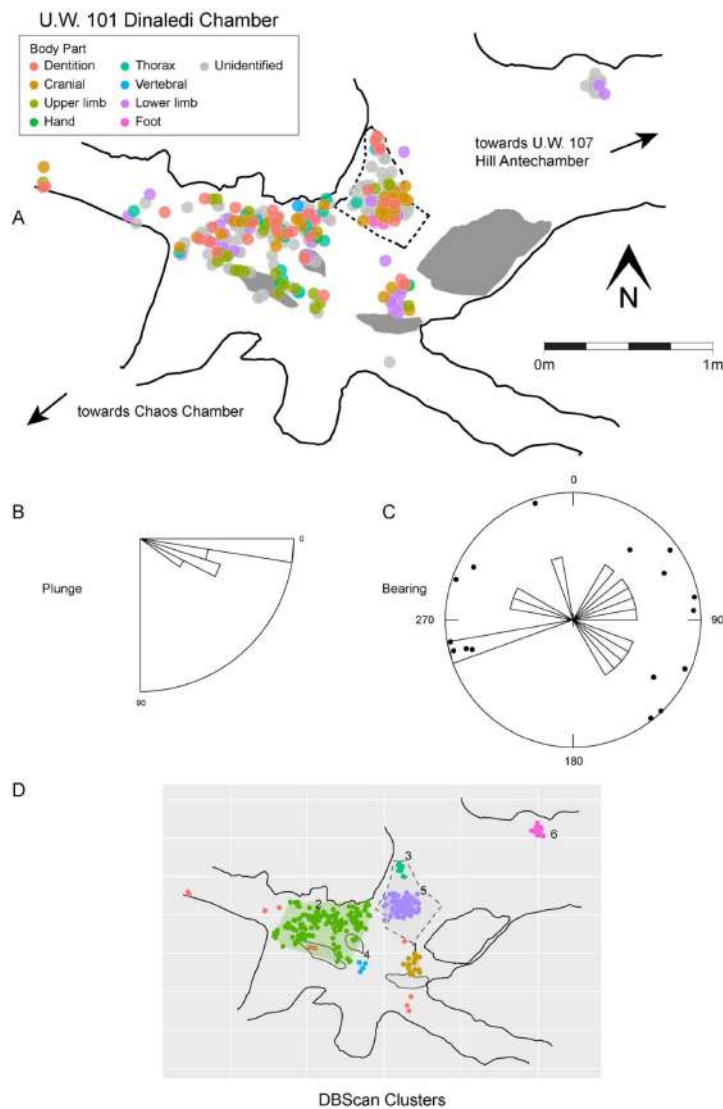 U.W. 101 Dinaledi Chamber
Body Part
Dentition
Thorax
Unidentified
Cranial
Vertebral
Upper limb
Lower limb
Hand
Foot
towards U.W. 107
Hill Antechamber
A
N
0m
1m
towards Chaos Chamber
B
C
0
0
Plunge
Bearing
270
90
90
180
D
6
3
2
5
4
DBScan Clusters